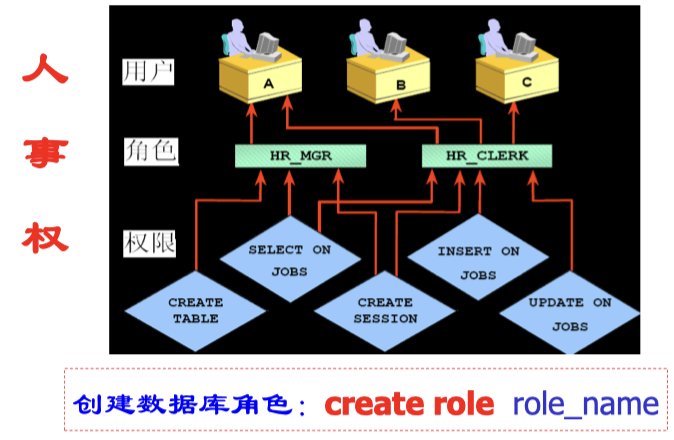 人
事
权
用户
A
B
C
角色
HR_MGR
HR_CLERK
权限
SELECT ON
JOBS
INSERT ON
JOBS
CREATE
TABLE
CREATE
SESSION
UPDATE ON
JOBS
创建数据库角色：create role role_name